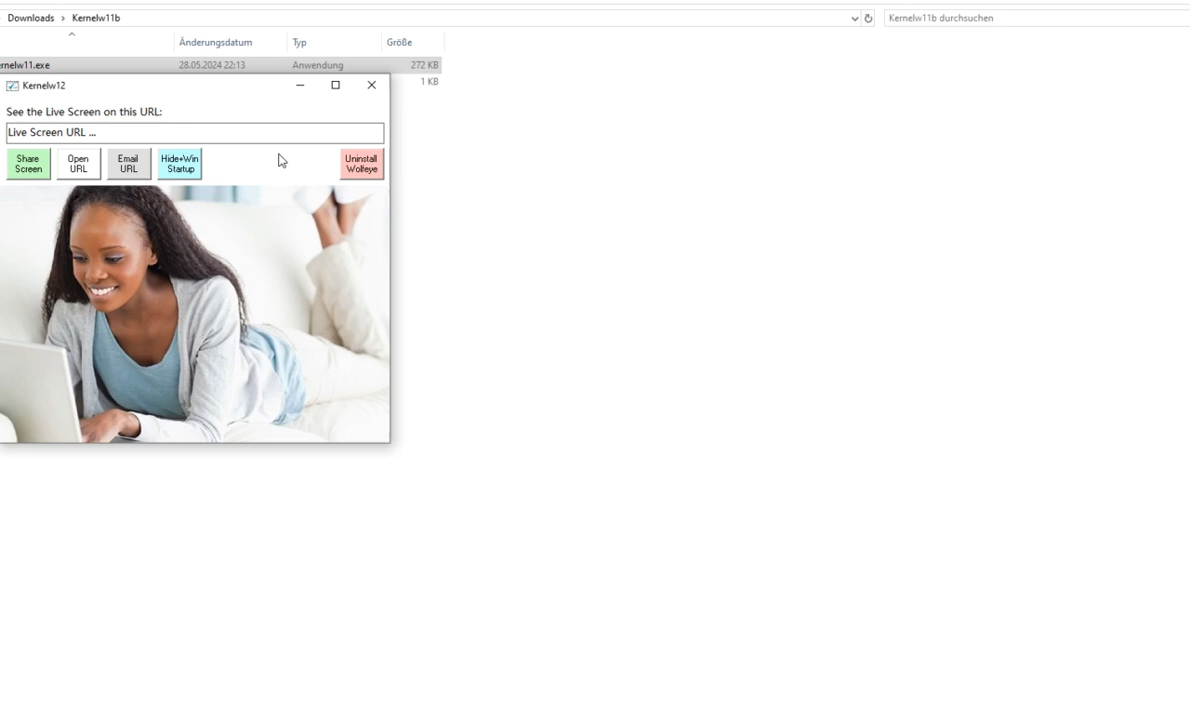 Downloads › Kernelw11b
Kernelw11b durchsuchen
Änderungsdatum Typ Größe
ernelw11.exe 28.05.2024 22:13 Anwendung 272 KB
1 KB
Kernelw12
See the Live Screen on this URL:
Live Screen URL ...
Share
Screen
Open
URL
Email
URL
Hide+Win
Startup
Uninstall
Wolfeye